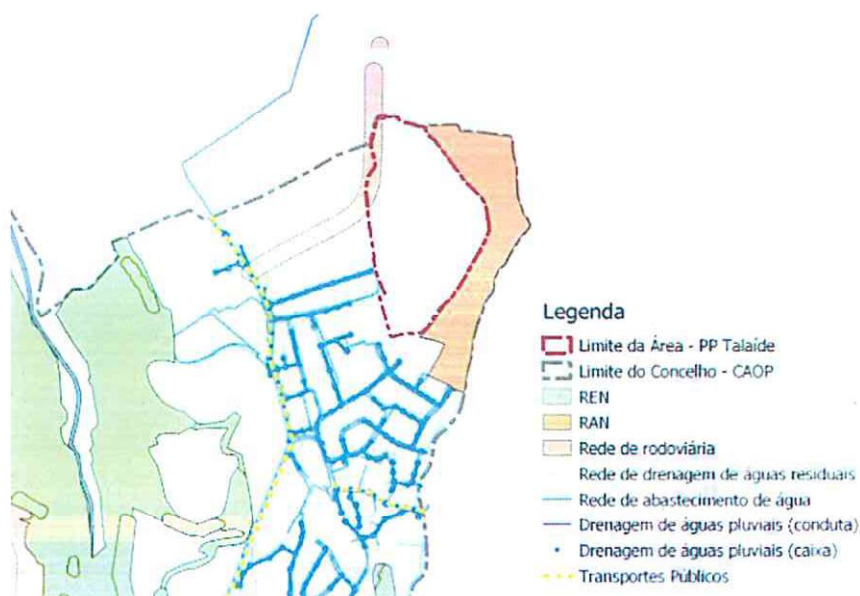 Legenda
Limite da Área - PP Talaíde
Limite do Concelho - CAOP
REN
RAN
Rede de rodoviária
Rede de drenagem de águas residuais
Rede de abastecimento de água
Drenagem de águas pluviais (conduta)
Drenagem de águas pluviais (caixa)
Transportes Públicos